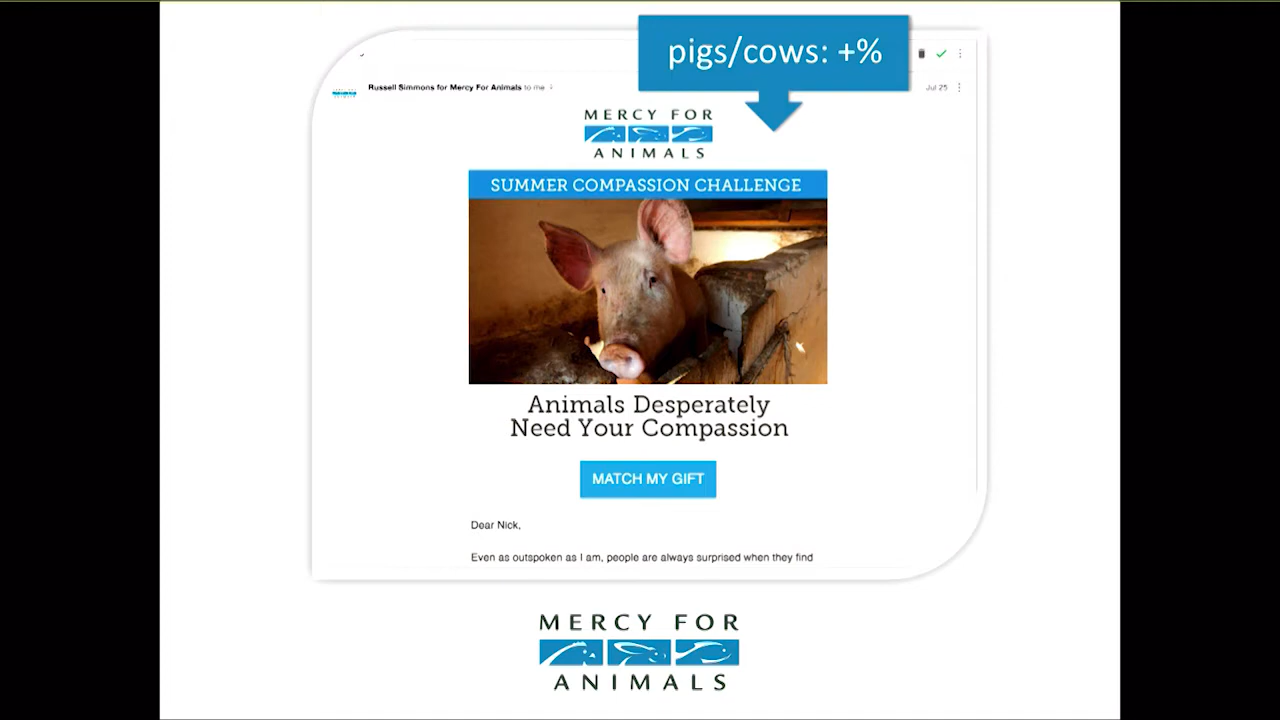 pigs/cows: +%
Russell Simmons for Mercy For Animals to me
Jul 25
MERCY FOR
ANIMALS
SUMMER COMPASSION CHALLENGE
Animals Desperately
Need Your Compassion
MATCH MY GIFT
Dear Nick,
Even as outspoken as I am, people are always surprised when they find
MERCY FOR
ANIMALS